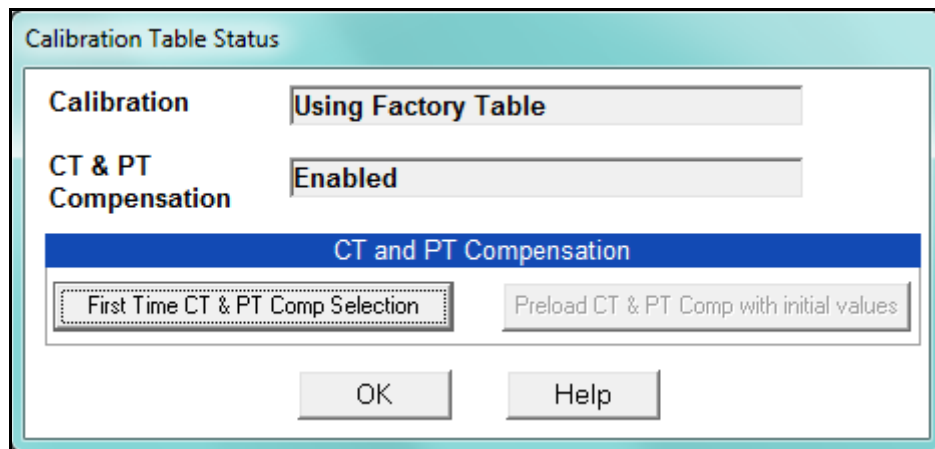 Calibration Table Status
Calibration
Using Factory Table
CT & PT
Compensation
Enabled
CT and PT Compensation
First Time CT & PT Comp Selection
Preload CT & PT Comp with initial values
OK
Help